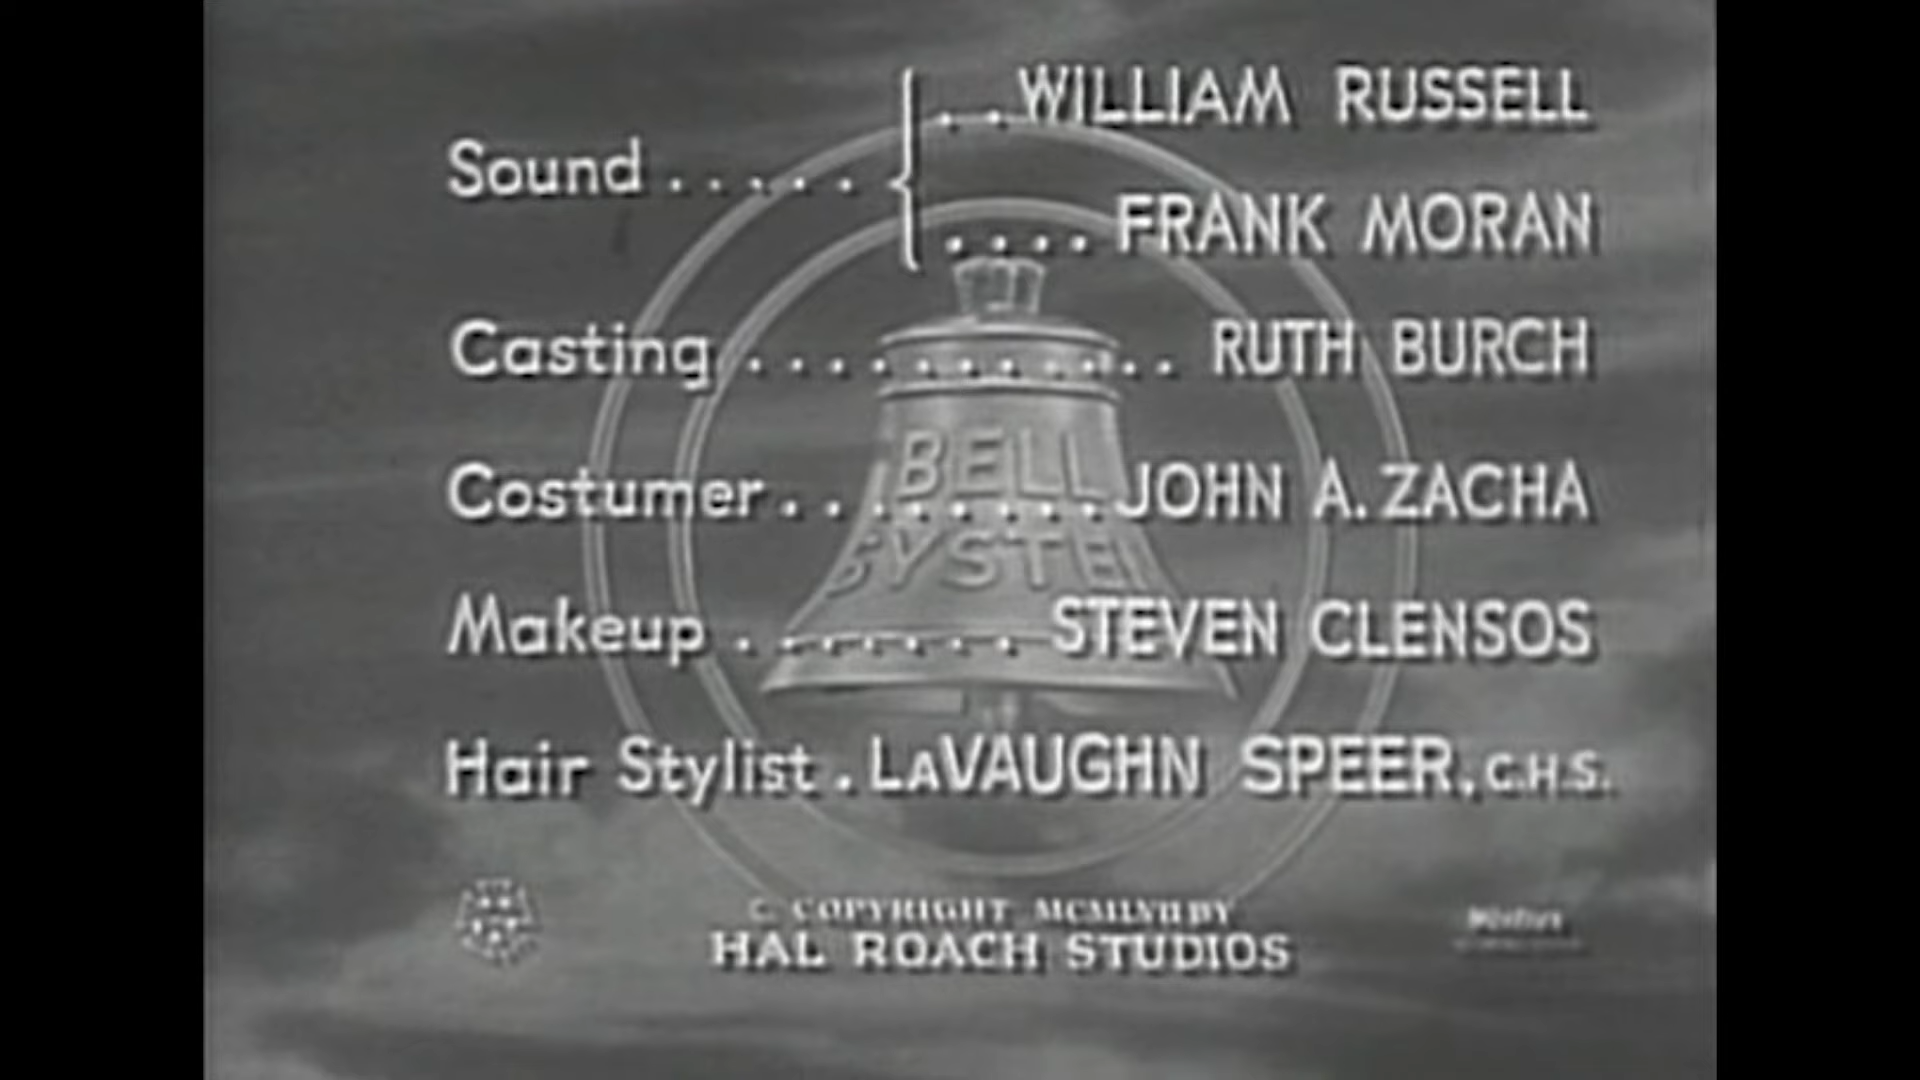 Sound ..... { . . WILLIAM RUSSELL
.... FRANK MORAN
Casting ........... RUTH BURCH
Costumer ........ JOHN A. ZACHA
Makeup ....... STEVEN CLENSOS
Hair Stylist . LAVAUGHN SPEER, C.H.S.
BELL
SYSTEM
© COPYRIGHT MCMLVII BY
HAL ROACH STUDIOS